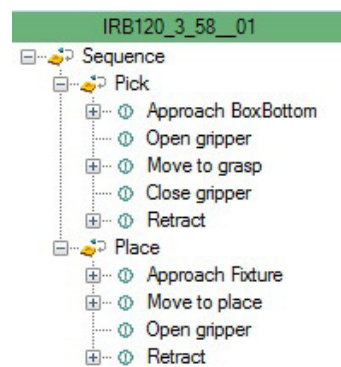 IRB120_3_58__01
Sequence
Pick
Approach BoxBottom
Open gripper
Move to grasp
Close gripper
Retract
Place
Approach Fixture
Move to place
Open gripper
Retract